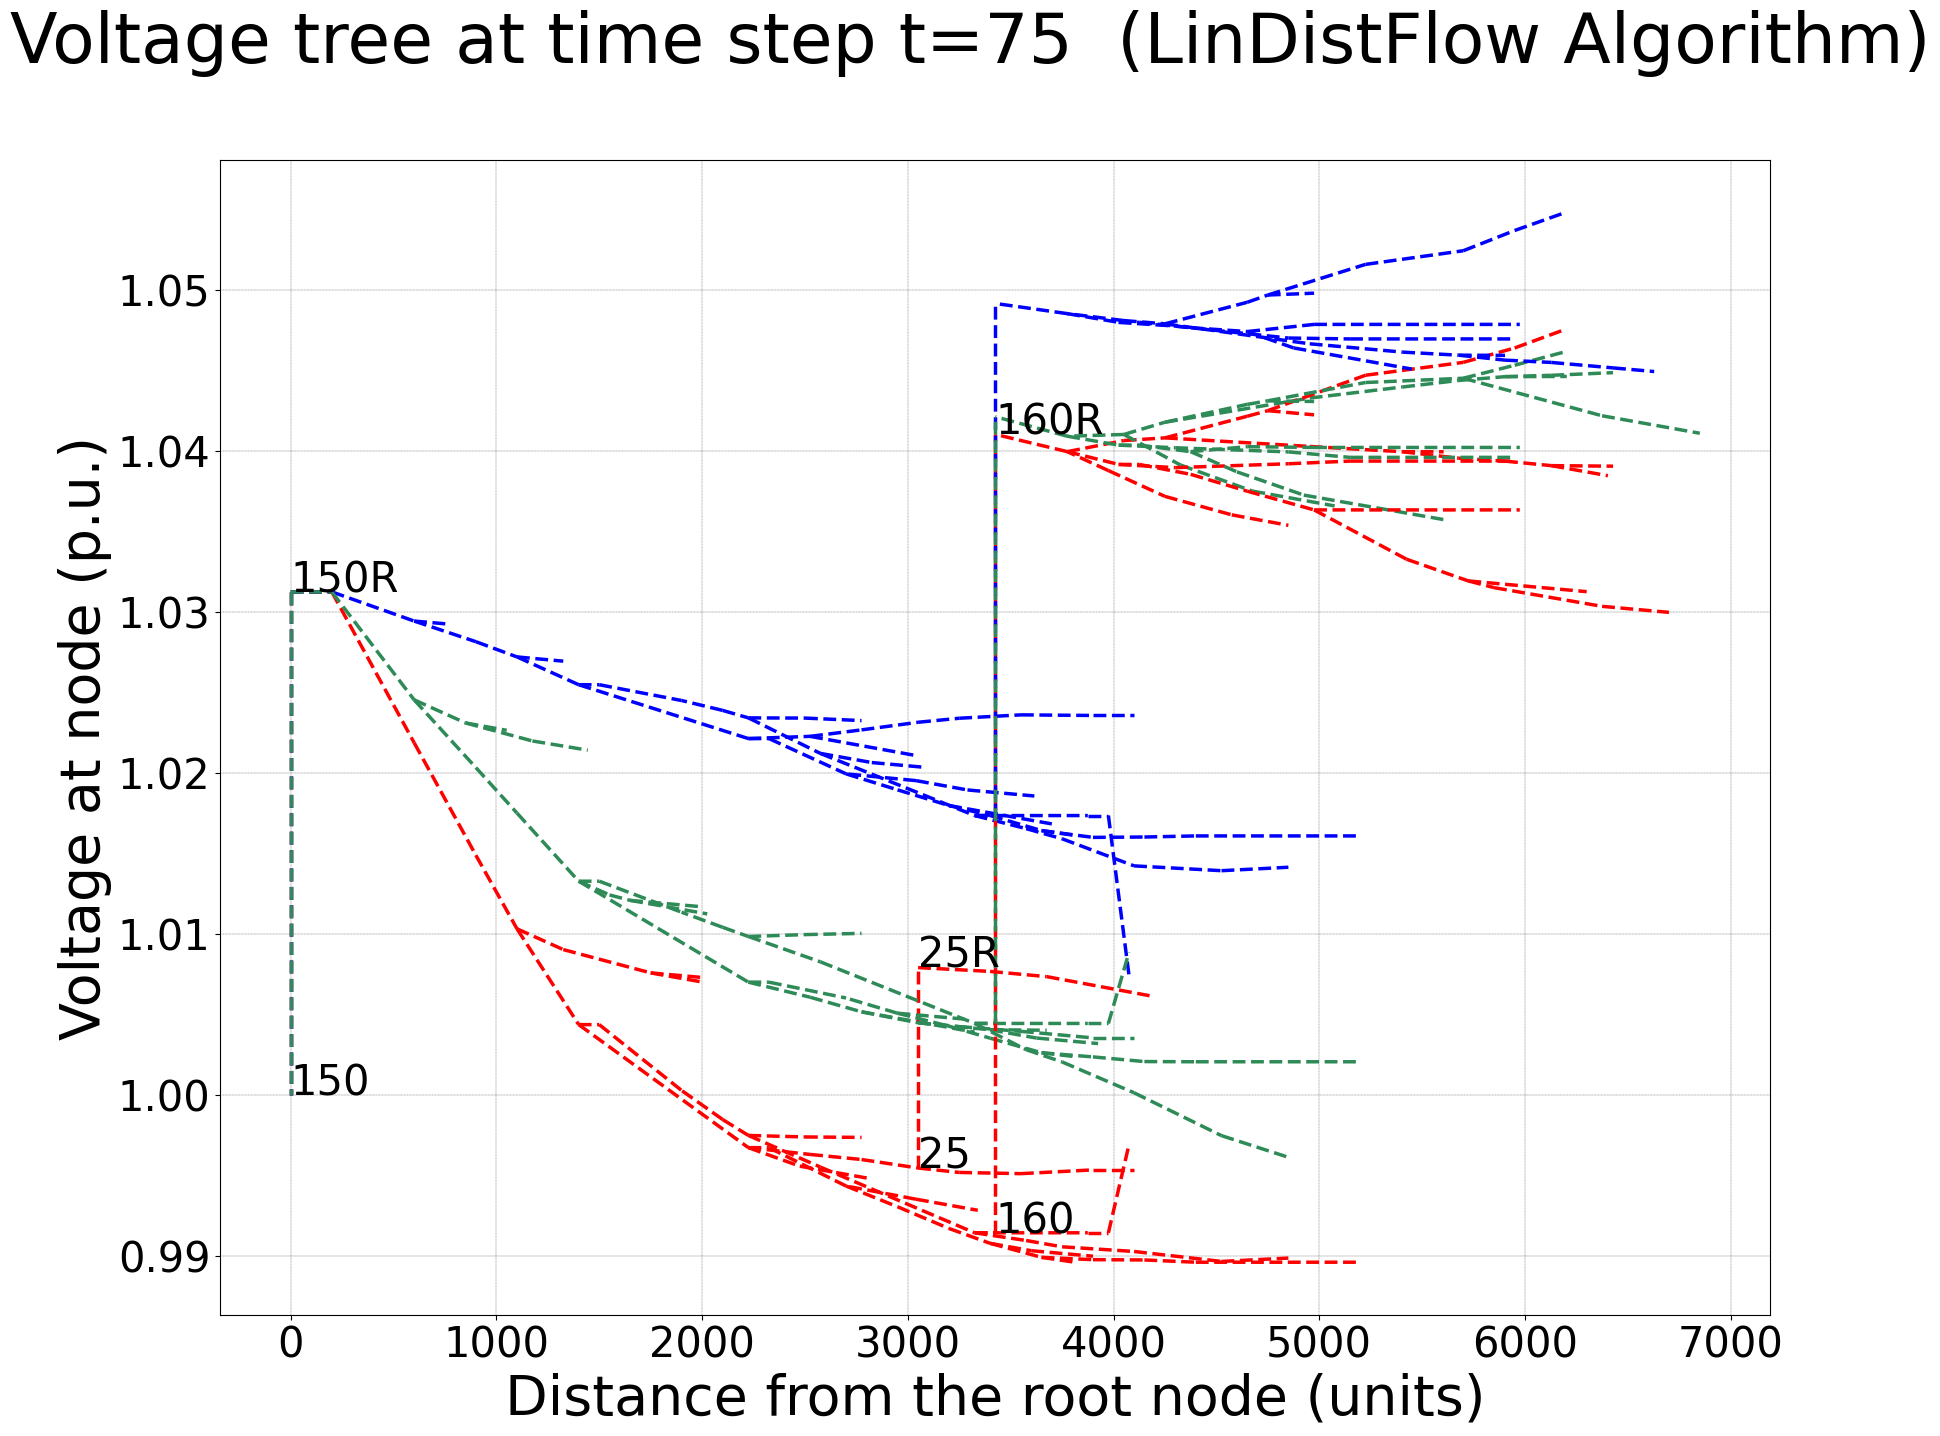 Voltage tree at time step t=75  (LinDistFlow Algorithm)
Voltage at node (p.u.)
1.05
1.04
1.03
1.02
1.01
1.00
0.99
160R
150R
25R
150
25
160
0 1000 2000 3000 4000 5000 6000 7000
Distance from the root node (units)